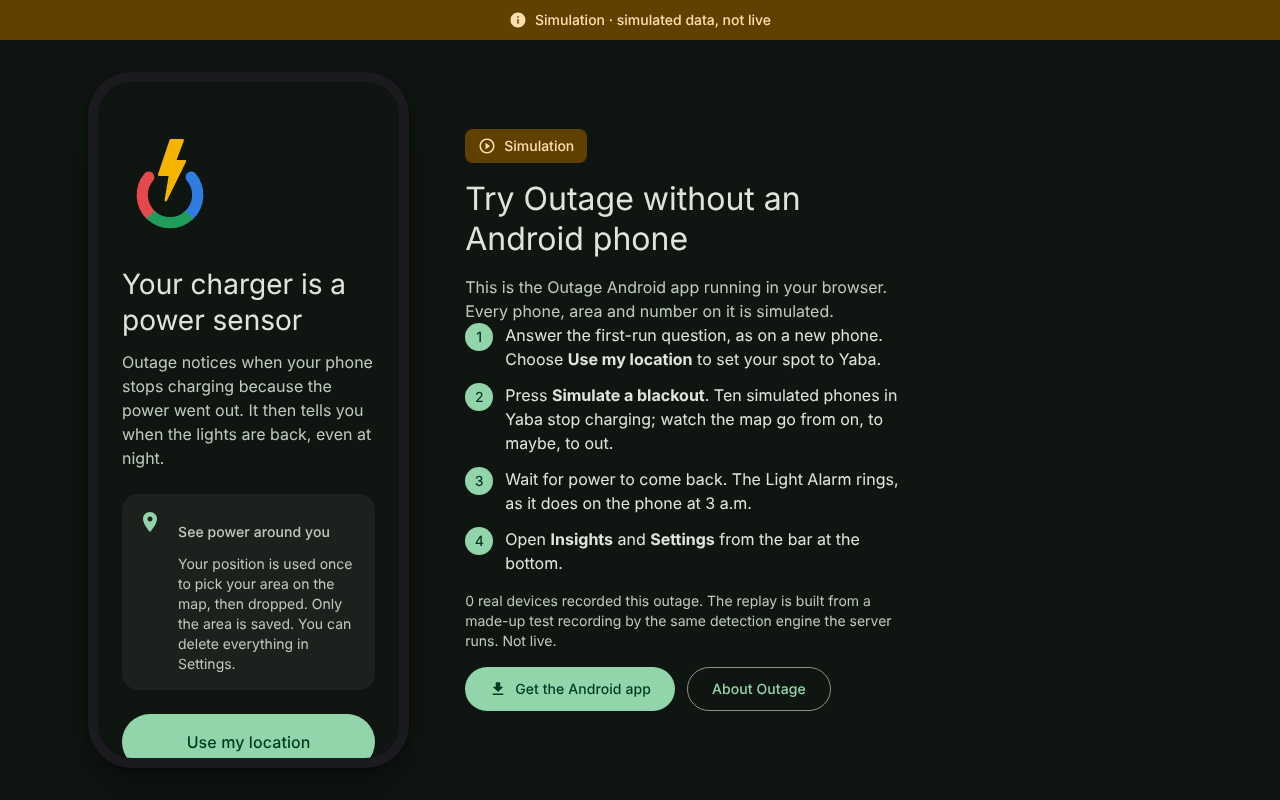 Simulation · simulated data, not live
Your charger is a
power sensor
Outage notices when your phone
stops charging because the
power went out. It then tells you
when the lights are back, even at
night.
See power around you
Your position is used once
to pick your area on the
map, then dropped. Only
the area is saved. You can
delete everything in
Settings.
Use my location
Simulation
Try Outage without an
Android phone
This is the Outage Android app running in your browser.
Every phone, area and number on it is simulated.
1 Answer the first-run question, as on a new phone.
Choose Use my location to set your spot to Yaba.
2 Press Simulate a blackout. Ten simulated phones in
Yaba stop charging; watch the map go from on, to
maybe, to out.
3 Wait for power to come back. The Light Alarm rings,
as it does on the phone at 3 a.m.
4 Open Insights and Settings from the bar at the
bottom.
0 real devices recorded this outage. The replay is built from a
made-up test recording by the same detection engine the server
runs. Not live.
Get the Android app
About Outage